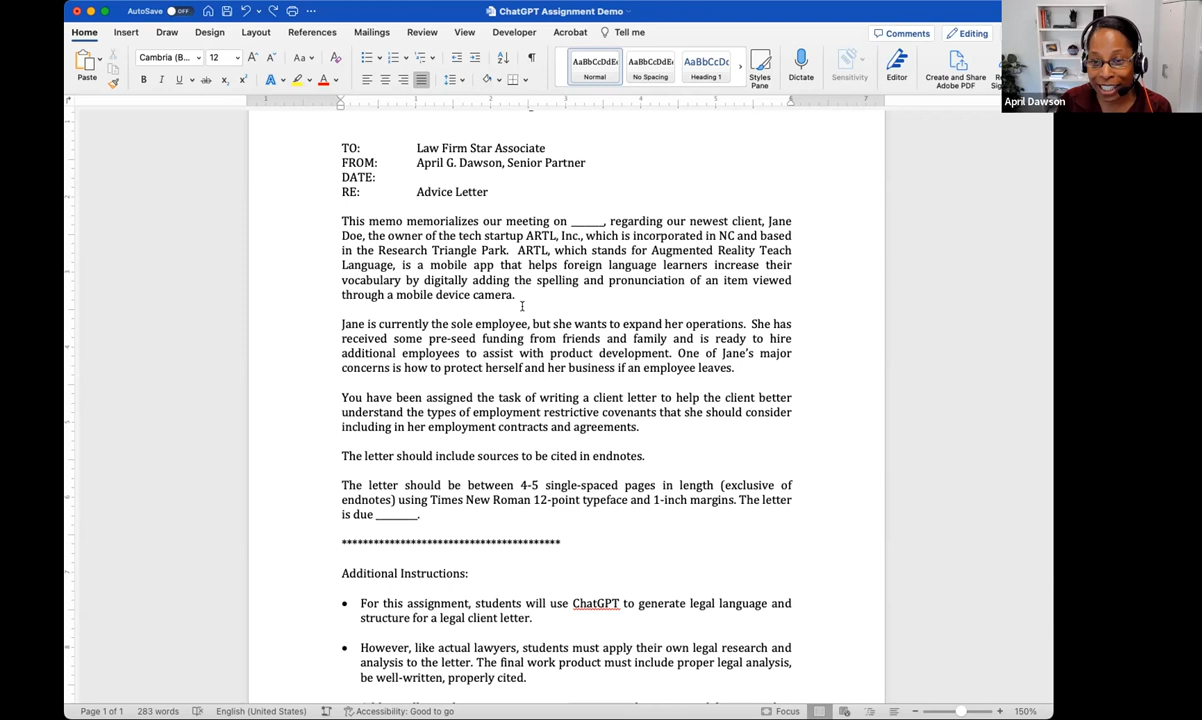 AutoSave OFF
ChatGPT Assignment Demo
Home Insert Draw Design Layout References Mailings Review View Developer Acrobat Tell me
Comments Editing
Paste
Cambria (B... 12
AaBbCcDdEe AaBbCcDdEe AaBbCcDc
Normal No Spacing Heading 1
Styles Pane
Dictate
Sensitivity
Editor
Create and Share Adobe PDF
April Dawson
TO: Law Firm Star Associate
FROM: April G. Dawson, Senior Partner
DATE:
RE: Advice Letter
This memo memorializes our meeting on ______, regarding our newest client, Jane
Doe, the owner of the tech startup ARTL, Inc., which is incorporated in NC and based
in the Research Triangle Park. ARTL, which stands for Augmented Reality Teach
Language, is a mobile app that helps foreign language learners increase their
vocabulary by digitally adding the spelling and pronunciation of an item viewed
through a mobile device camera.
Jane is currently the sole employee, but she wants to expand her operations. She has
received some pre-seed funding from friends and family and is ready to hire
additional employees to assist with product development. One of Jane's major
concerns is how to protect herself and her business if an employee leaves.
You have been assigned the task of writing a client letter to help the client better
understand the types of employment restrictive covenants that she should consider
including in her employment contracts and agreements.
The letter should include sources to be cited in endnotes.
The letter should be between 4-5 single-spaced pages in length (exclusive of
endnotes) using Times New Roman 12-point typeface and 1-inch margins. The letter
is due ________.
******************************************
Additional Instructions:
• For this assignment, students will use ChatGPT to generate legal language and
structure for a legal client letter.
• However, like actual lawyers, students must apply their own legal research and
analysis to the letter. The final work product must include proper legal analysis,
be well-written, properly cited.
Page 1 of 1 283 words English (United States) Accessibility: Good to go Focus 150%